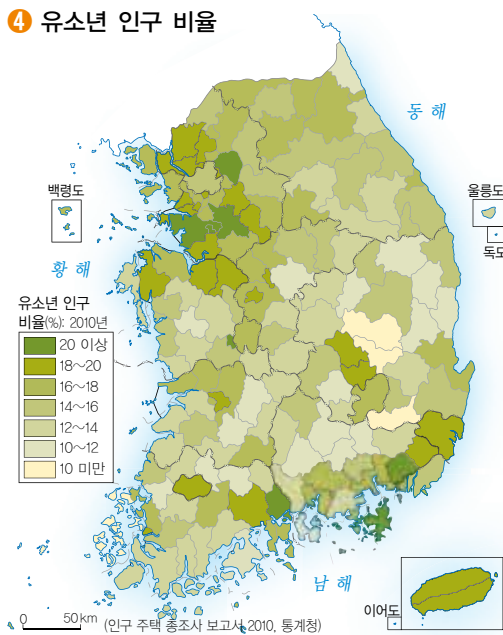 4 유소년 인구 비율
동 해
백령도
울릉도
독도
황 해
유소년 인구
비율(%): 2010년
20 이상
18~20
16~18
14~16
12~14
10~12
10 미만
남 해
이어도
0 50km
(인구 주택 총조사 보고서 2010, 통계청)